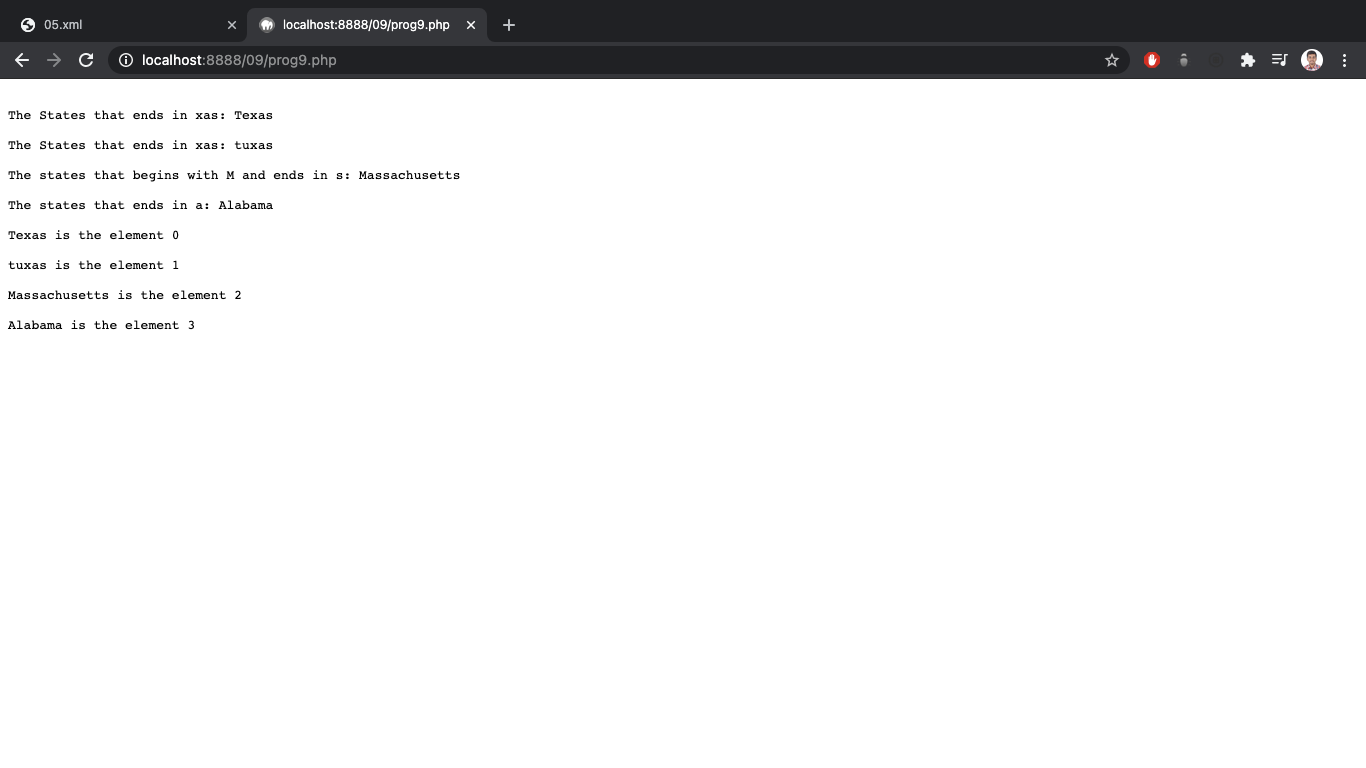 05.xml
localhost:8888/09/prog9.php
localhost:8888/09/prog9.php
The States that ends in xas: Texas
The States that ends in xas: tuxas
The states that begins with M and ends in s: Massachusetts
The states that ends in a: Alabama
Texas is the element 0
tuxas is the element 1
Massachusetts is the element 2
Alabama is the element 3